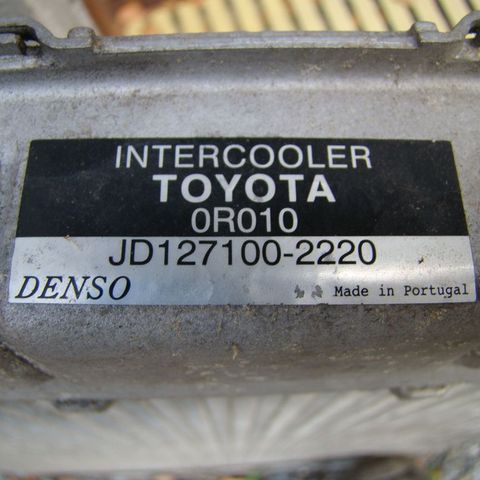 INTERCOOLER
TOYOTA
0R010
JD127100-2220
DENSO Made in Portugal